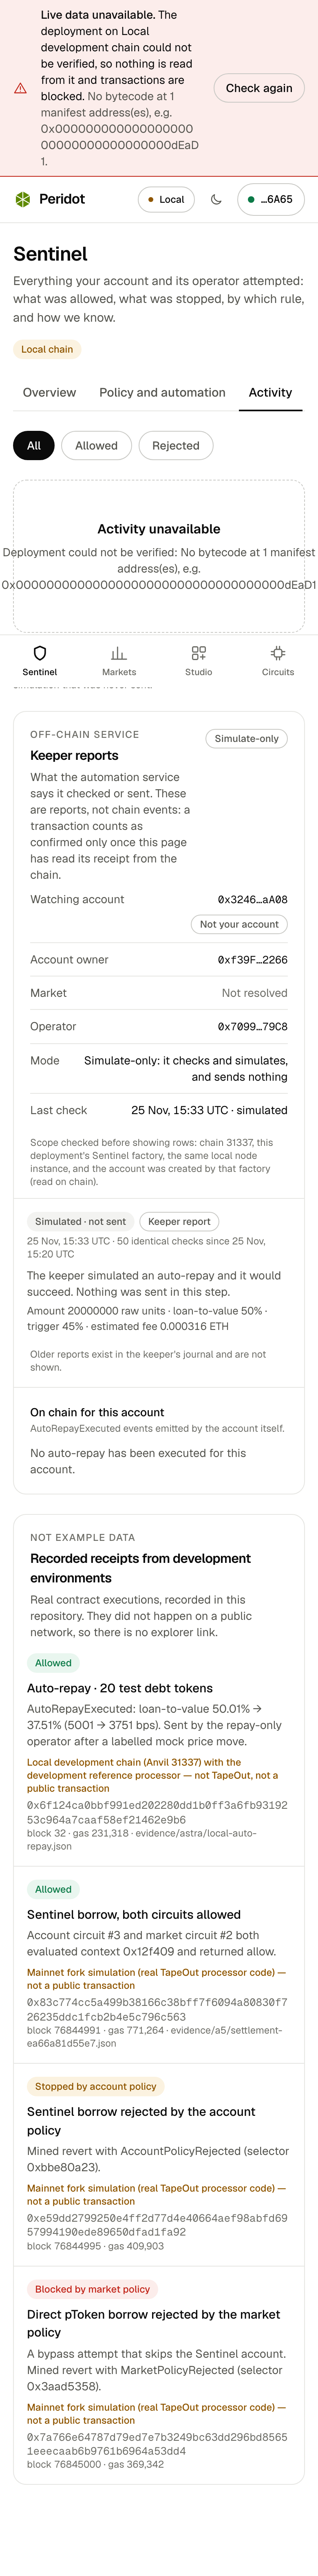 Live data unavailable. The
deployment on Local
development chain could not
be verified, so nothing is read
from it and transactions are
blocked. No bytecode at 1
manifest address(es), e.g.
0x000000000000000000
00000000000000000dEaD
1.
Check again
Peridot
Local
…6A65
Sentinel
Everything your account and its operator attempted:
what was allowed, what was stopped, by which rule,
and how we know.
Local chain
Overview
Policy and automation
Activity
All
Allowed
Rejected
Activity unavailable
Deployment could not be verified: No bytecode at 1 manifest
address(es), e.g.
0x00000000000000000000000000000000000dEaD1
Sentinel
Markets
Studio
Circuits
OFF-CHAIN SERVICE
Simulate-only
Keeper reports
What the automation service
says it checked or sent. These
are reports, not chain events: a
transaction counts as
confirmed only once this page
has read its receipt from the
chain.
Watching account
0x3246…aA08
Not your account
Account owner
0xf39F…2266
Market
Not resolved
Operator
0x7099…79C8
Mode
Simulate-only: it checks and simulates,
and sends nothing
Last check
25 Nov, 15:33 UTC · simulated
Scope checked before showing rows: chain 31337, this
deployment's Sentinel factory, the same local node
instance, and the account was created by that factory
(read on chain).
Simulated · not sent
Keeper report
25 Nov, 15:33 UTC · 50 identical checks since 25 Nov,
15:20 UTC
The keeper simulated an auto-repay and it would
succeed. Nothing was sent in this step.
Amount 20000000 raw units · loan-to-value 50% ·
trigger 45% · estimated fee 0.000316 ETH
Older reports exist in the keeper's journal and are not
shown.
On chain for this account
AutoRepayExecuted events emitted by the account itself.
No auto-repay has been executed for this
account.
NOT EXAMPLE DATA
Recorded receipts from development
environments
Real contract executions, recorded in this
repository. They did not happen on a public
network, so there is no explorer link.
Allowed
Auto-repay · 20 test debt tokens
AutoRepayExecuted: loan-to-value 50.01% →
37.51% (5001 → 3751 bps). Sent by the repay-only
operator after a labelled mock price move.
Local development chain (Anvil 31337) with the
development reference processor — not TapeOut, not a
public transaction
0x6f124ca0bbf991ed202280dd1b0ff3a6fb93192
53c964a7caaf58ef21462e9b6
block 32 · gas 231,318 · evidence/astra/local-auto-
repay.json
Allowed
Sentinel borrow, both circuits allowed
Account circuit #3 and market circuit #2 both
evaluated context 0x12f409 and returned allow.
Mainnet fork simulation (real TapeOut processor code) —
not a public transaction
0x83c774cc5a499b38166c38bff7f6094a80830f7
26235ddc1fcb2b4e5c796c563
block 76844991 · gas 771,264 · evidence/a5/settlement-
ea66a81d55e7.json
Stopped by account policy
Sentinel borrow rejected by the account
policy
Mined revert with AccountPolicyRejected (selector
0xbbe80a23).
Mainnet fork simulation (real TapeOut processor code) —
not a public transaction
0xe59dd2799250e4ff2d77d4e40664aef98abfd69
57994190ede89650dfad1fa92
block 76844995 · gas 409,903
Blocked by market policy
Direct pToken borrow rejected by the market
policy
A bypass attempt that skips the Sentinel account.
Mined revert with MarketPolicyRejected (selector
0x3aad5358).
Mainnet fork simulation (real TapeOut processor code) —
not a public transaction
0x7a766e64787d79ed7e7b3249bc63dd296bd8565
1eeecaab6b9761b6964a53dd4
block 76845000 · gas 369,342